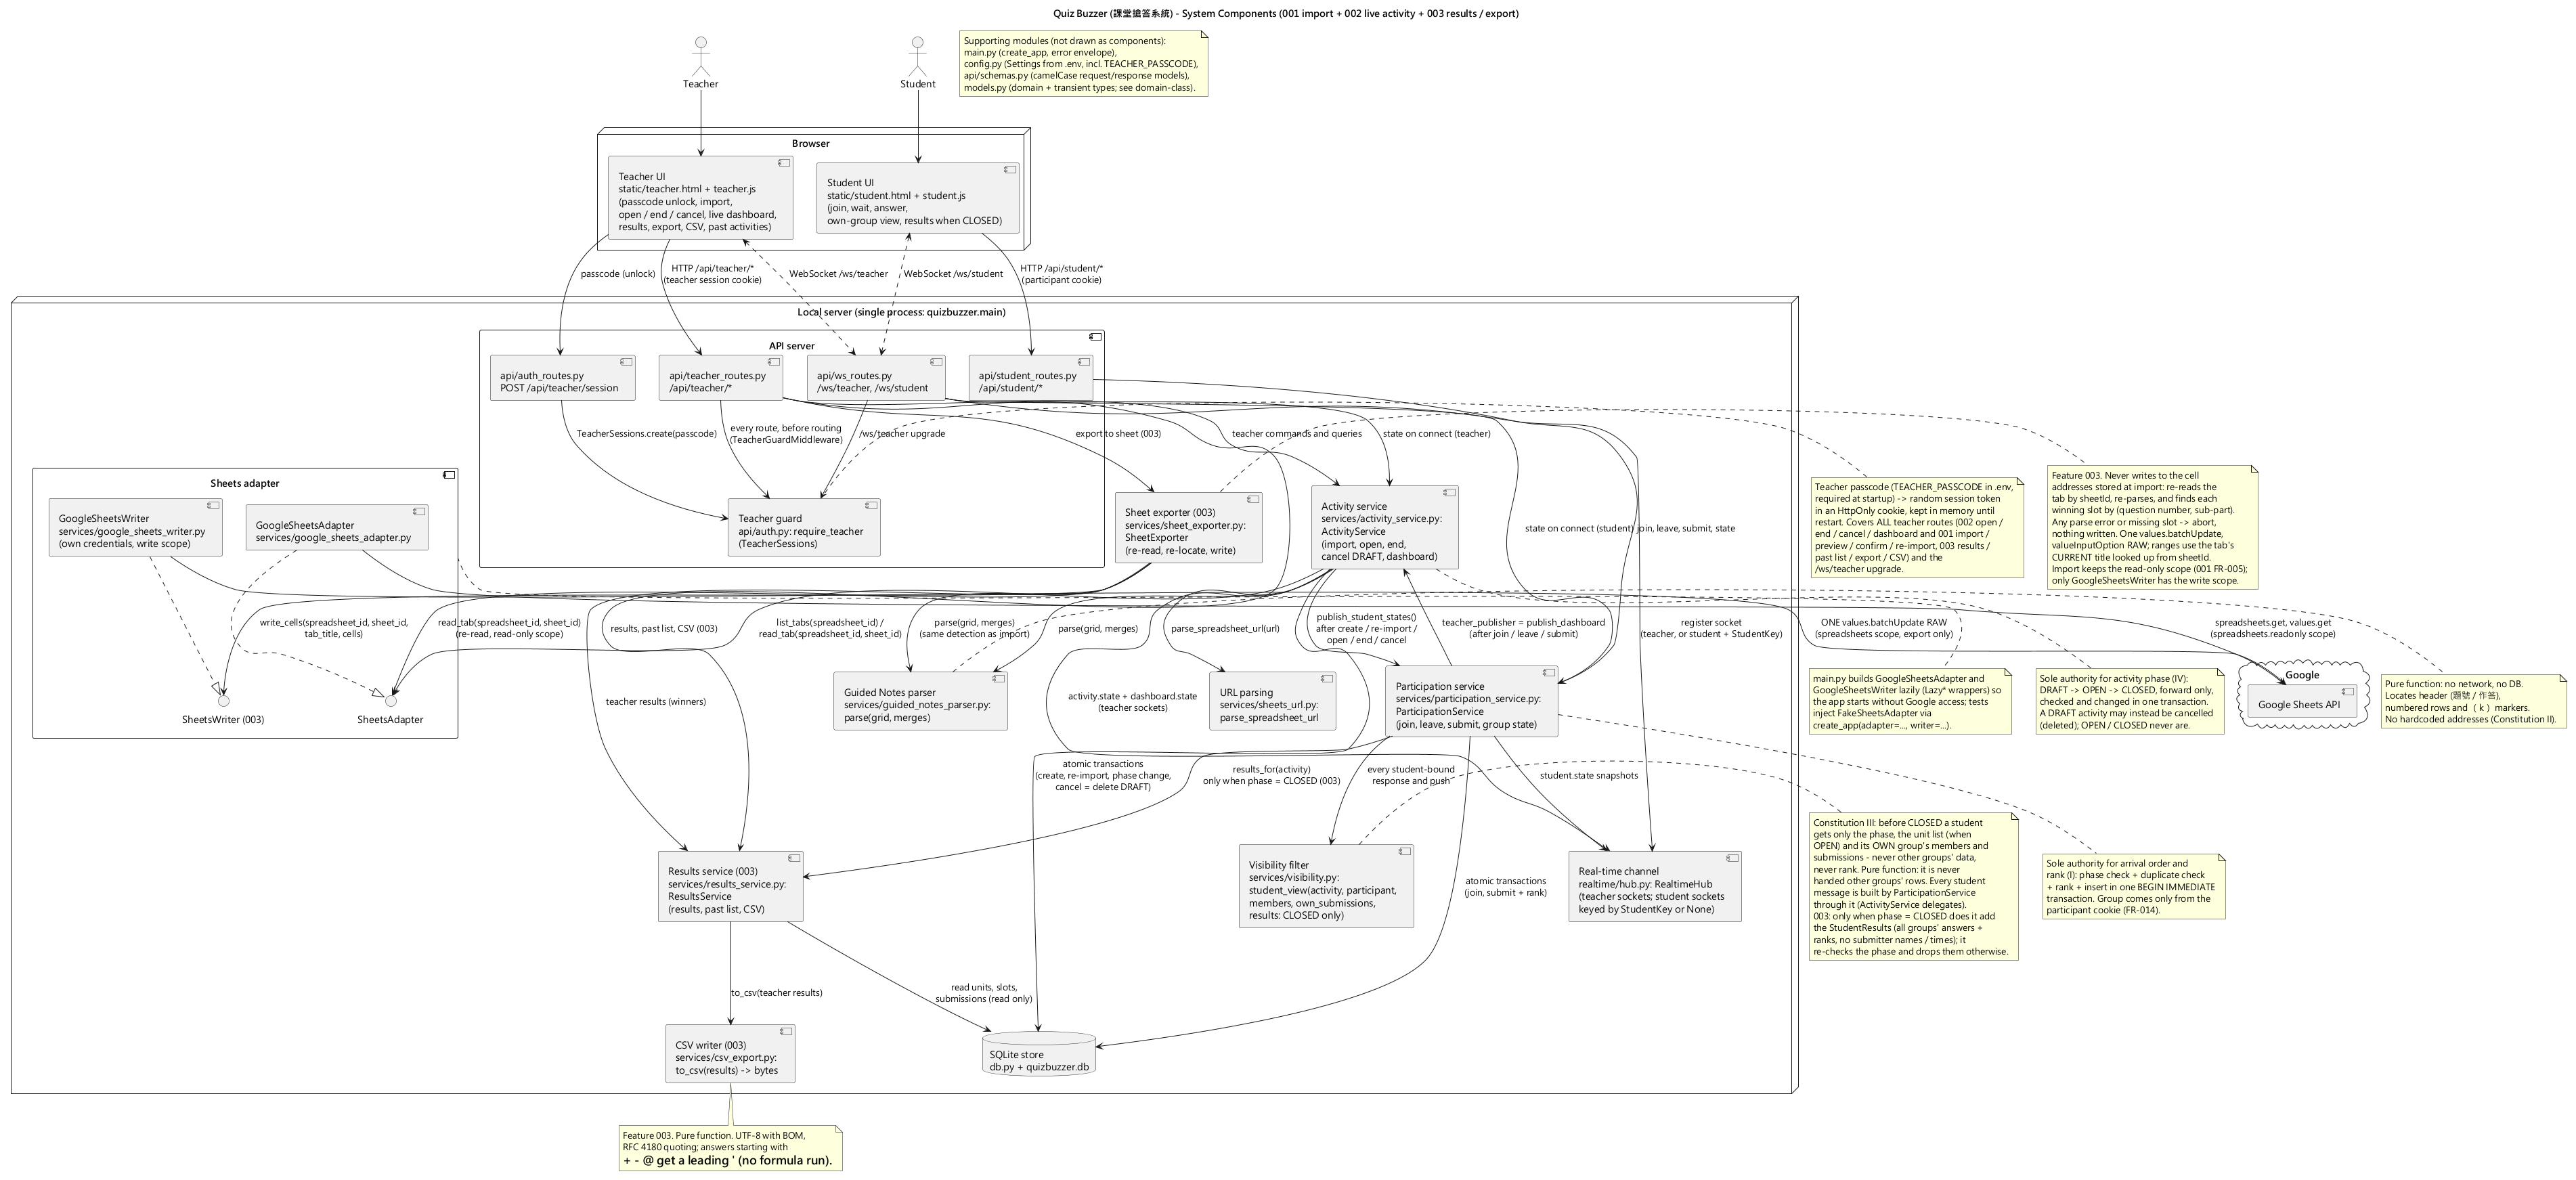 Quiz Buzzer (課堂搶答系統) - System Components (001 import + 002 live activity + 003 results / export)
Supporting modules (not drawn as components):
main.py (create_app, error envelope),
config.py (Settings from .env, incl. TEACHER_PASSCODE),
api/schemas.py (camelCase request/response models),
models.py (domain + transient types; see domain-class).
Teacher
Student
Browser
Teacher UI
static/teacher.html + teacher.js
(passcode unlock, import,
open / end / cancel, live dashboard,
results, export, CSV, past activities)
Student UI
static/student.html + student.js
(join, wait, answer,
own-group view, results when CLOSED)
passcode (unlock)
HTTP /api/teacher/*
(teacher session cookie)
WebSocket /ws/teacher
WebSocket /ws/student
HTTP /api/student/*
(participant cookie)
Local server (single process: quizbuzzer.main)
API server
api/auth_routes.py
POST /api/teacher/session
api/teacher_routes.py
/api/teacher/*
api/ws_routes.py
/ws/teacher, /ws/student
api/student_routes.py
/api/student/*
TeacherSessions.create(passcode)
every route, before routing
(TeacherGuardMiddleware)
/ws/teacher upgrade
export to sheet (003)
teacher commands and queries
state on connect (teacher)
Sheets adapter
GoogleSheetsWriter
services/google_sheets_writer.py
(own credentials, write scope)
GoogleSheetsAdapter
services/google_sheets_adapter.py
Teacher guard
api/auth.py: require_teacher
(TeacherSessions)
Sheet exporter (003)
services/sheet_exporter.py:
SheetExporter
(re-read, re-locate, write)
Activity service
services/activity_service.py:
ActivityService
(import, open, end,
cancel DRAFT, dashboard)
state on connect (student)
join, leave, submit, state
Teacher passcode (TEACHER_PASSCODE in .env,
required at startup) -> random session token
in an HttpOnly cookie, kept in memory until
restart. Covers ALL teacher routes (002 open /
end / cancel / dashboard and 001 import /
preview / confirm / re-import, 003 results /
past list / export / CSV) and the
/ws/teacher upgrade.
Feature 003. Never writes to the cell
addresses stored at import: re-reads the
tab by sheetId, re-parses, and finds each
winning slot by (question number, sub-part).
Any parse error or missing slot -> abort,
nothing written. One values.batchUpdate,
valueInputOption RAW; ranges use the tab's
CURRENT title looked up from sheetId.
Import keeps the read-only scope (001 FR-005);
only GoogleSheetsWriter has the write scope.
write_cells(spreadsheet_id, sheet_id,
tab_title, cells)
read_tab(spreadsheet_id, sheet_id)
(re-read, read-only scope)
results, past list, CSV (003)
list_tabs(spreadsheet_id) /
read_tab(spreadsheet_id, sheet_id)
parse(grid, merges)
(same detection as import)
parse(grid, merges)
parse_spreadsheet_url(url)
publish_student_states()
after create / re-import /
open / end / cancel
teacher_publisher = publish_dashboard
(after join / leave / submit)
register socket
(teacher, or student + StudentKey)
ONE values.batchUpdate RAW
(spreadsheets scope, export only)
spreadsheets.get, values.get
(spreadsheets.readonly scope)
SheetsWriter (003)
SheetsAdapter
teacher results (winners)
Guided Notes parser
services/guided_notes_parser.py:
parse(grid, merges)
activity.state + dashboard.state
(teacher sockets)
URL parsing
services/sheets_url.py:
parse_spreadsheet_url
Participation service
services/participation_service.py:
ParticipationService
(join, leave, submit, group state)
main.py builds GoogleSheetsAdapter and
GoogleSheetsWriter lazily (Lazy* wrappers) so
the app starts without Google access; tests
inject FakeSheetsAdapter via
create_app(adapter=..., writer=...).
Sole authority for activity phase (IV):
DRAFT -> OPEN -> CLOSED, forward only,
checked and changed in one transaction.
A DRAFT activity may instead be cancelled
(deleted); OPEN / CLOSED never are.
Google
Google Sheets API
Pure function: no network, no DB.
Locates header (題號 / 作答),
numbered rows and （k）markers.
No hardcoded addresses (Constitution II).
atomic transactions
(create, re-import, phase change,
cancel = delete DRAFT)
results_for(activity)
only when phase = CLOSED (003)
every student-bound
response and push
student.state snapshots
Results service (003)
services/results_service.py:
ResultsService
(results, past list, CSV)
Visibility filter
services/visibility.py:
student_view(activity, participant,
members, own_submissions,
results: CLOSED only)
atomic transactions
(join, submit + rank)
Real-time channel
realtime/hub.py: RealtimeHub
(teacher sockets; student sockets
keyed by StudentKey or None)
Constitution III: before CLOSED a student
gets only the phase, the unit list (when
OPEN) and its OWN group's members and
submissions - never other groups' data,
never rank. Pure function: it is never
handed other groups' rows. Every student
message is built by ParticipationService
through it (ActivityService delegates).
003: only when phase = CLOSED does it add
the StudentResults (all groups' answers +
ranks, no submitter names / times); it
re-checks the phase and drops them otherwise.
Sole authority for arrival order and
rank (I): phase check + duplicate check
+ rank + insert in one BEGIN IMMEDIATE
transaction. Group comes only from the
participant cookie (FR-014).
to_csv(teacher results)
read units, slots,
submissions (read only)
CSV writer (003)
services/csv_export.py:
to_csv(results) -> bytes
SQLite store
db.py + quizbuzzer.db
Feature 003. Pure function. UTF-8 with BOM,
RFC 4180 quoting; answers starting with
+ - @ get a leading ' (no formula run).